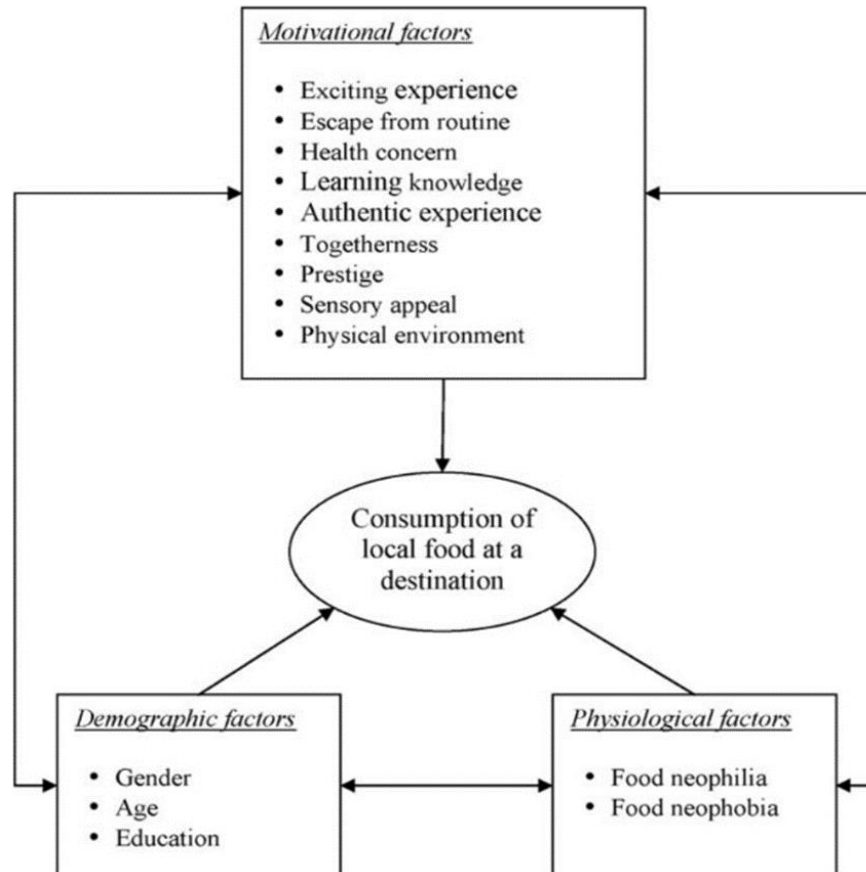 Motivational factors
• Exciting experience
• Escape from routine
• Health concern
• Learning knowledge
• Authentic experience
• Togetherness
• Prestige
• Sensory appeal
• Physical environment
Consumption of
local food at a
destination
Demographic factors
• Gender
• Age
• Education
Physiological factors
• Food neophilia
• Food neophobia